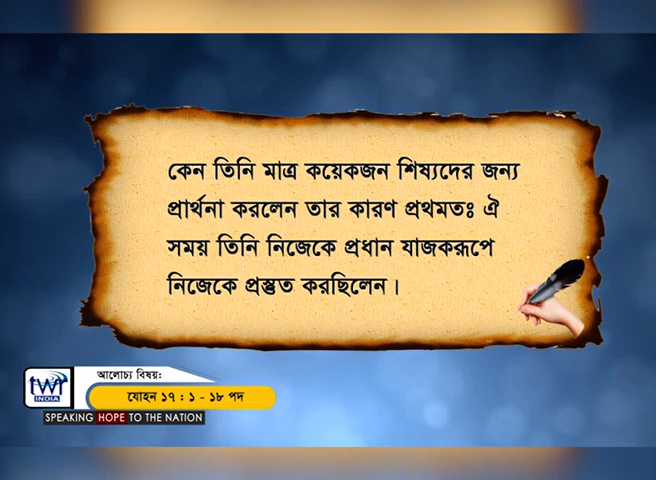 কেন তিনি মাত্র কয়েকজন শিষ্যদের জন্য
প্রার্থনা করলেন তার কারণ প্রথমতঃ ঐ
সময় তিনি নিজেকে প্রধান যাজকরূপে
নিজেকে প্রস্তুত করছিলেন।
আলোচ্য বিষয়:
twr
INDIA
যোহন ১৭ : ১ - ১৮ পদ
SPEAKING HOPE TO THE NATION